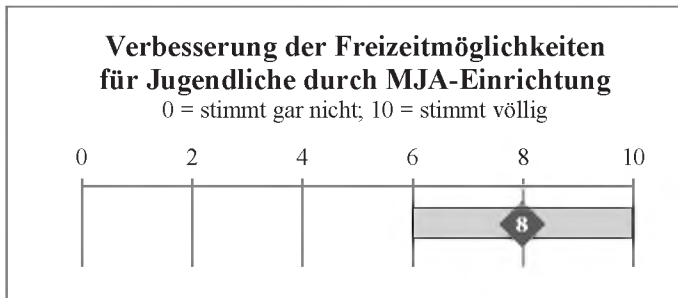 Verbesserung der Freizeitmöglichkeiten
für Jugendliche durch MJA-Einrichtung
0 = stimmt gar nicht; 10 = stimmt völlig
0 2 4 6 8 10
8